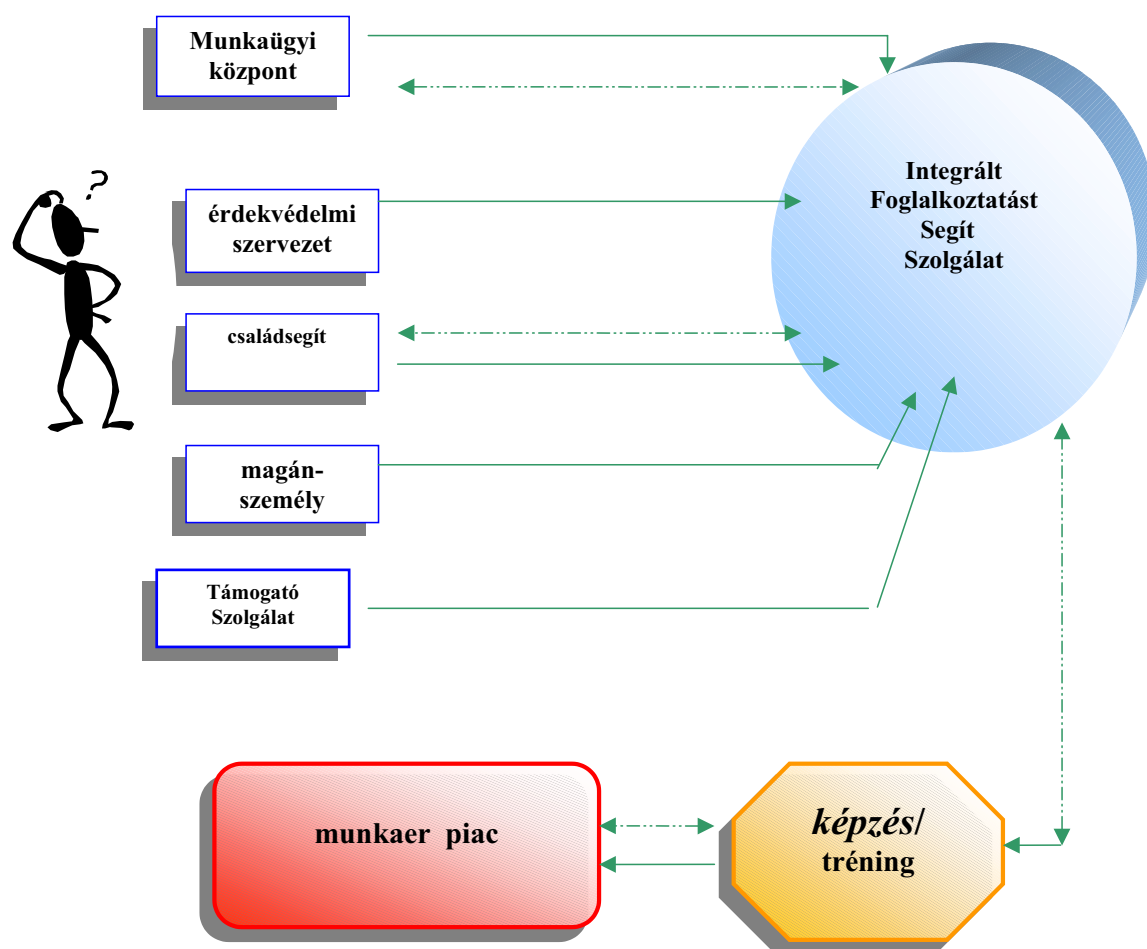 Munkaügyi
központ
?
Integrált
Foglalkoztatást
Segít
Szolgálat
érdekvédelmi
szervezet
családsegít
magán-
személy
Támogató
Szolgálat
munkaer piac
képzés/
tréning